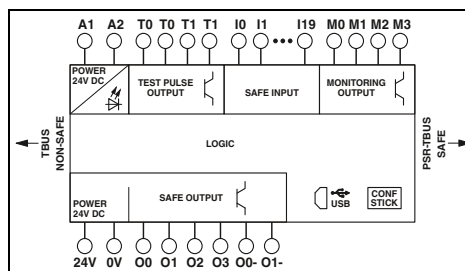 A1 A2 T0 T0 T1 T1 I0 I1 ••• I19 M0 M1 M2 M3
POWER
24V DC
TEST PULSE
OUTPUT
SAFE INPUT
MONITORING
OUTPUT
TBUS
NON-SAFE
LOGIC
PSR-TBUS
SAFE
POWER
24V DC
SAFE OUTPUT
USB
CONF
STICK
24V 0V O0 O1 O2 O3 O0- O1-